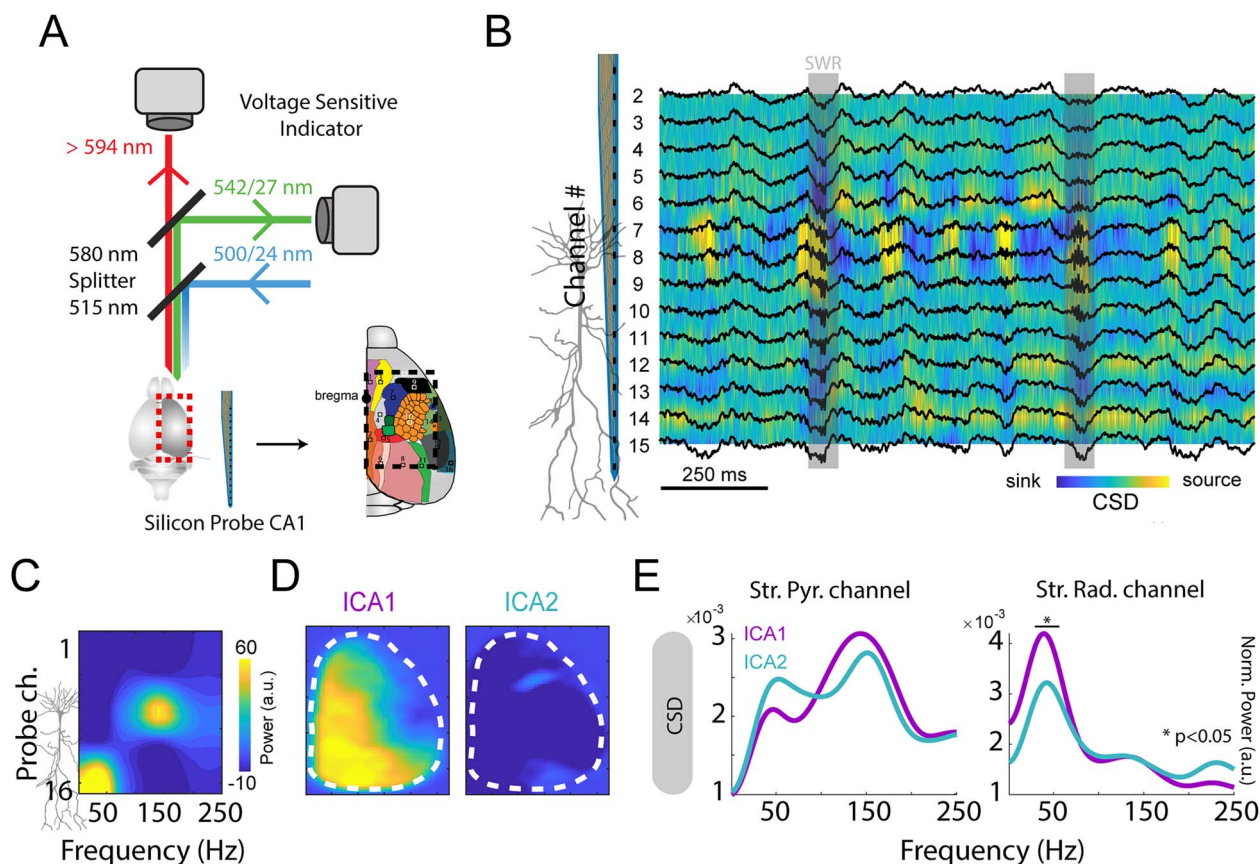 A
Voltage Sensitive
Indicator
> 594 nm
542/27 nm
580 nm
Splitter
515 nm
500/24 nm
bregma
Silicon Probe CA1
B
SWR
Channel #
2
3
4
5
6
7
8
9
10
11
12
13
14
15
250 ms
sink
source
CSD
C
Probe ch.
1
16
60
-10
Power (a.u.)
50
150
250
Frequency (Hz)
D
ICA1
ICA2
E
Str. Pyr. channel
Str. Rad. channel
CSD
×10⁻³
3
2
1
ICA1
ICA2
50
150
250
×10⁻³
4
3
2
1
*
* p<0.05
50
150
250
Norm. Power (a.u.)
Frequency (Hz)